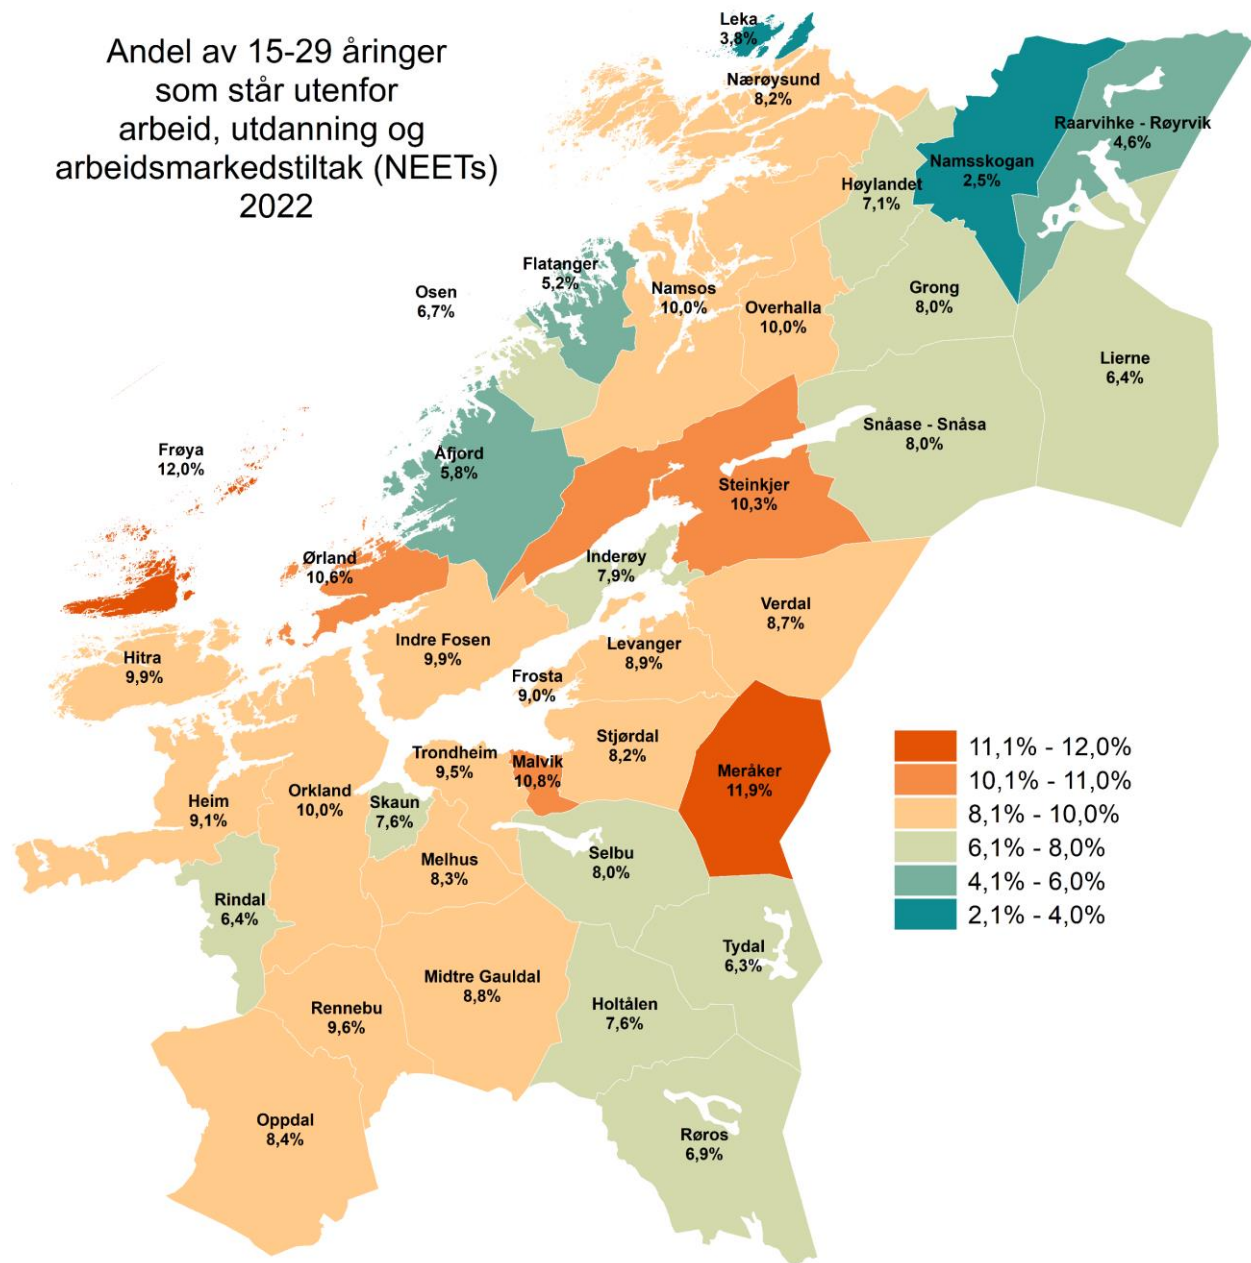 Andel av 15-29 åringer
som står utenfor
arbeid, utdanning og
arbeidsmarkedstiltak (NEETs)
2022
Leka
3,8%
Nærøysund
8,2%
Raarvihke - Røyrvik
4,6%
Namsskogan
2,5%
Høylandet
7,1%
Flatanger
5,2%
Osen
6,7%
Namsos
10,0%
Overhalla
10,0%
Grong
8,0%
Lierne
6,4%
Snåase - Snåsa
8,0%
Frøya
12,0%
Åfjord
5,8%
Steinkjer
10,3%
Ørland
10,6%
Inderøy
7,9%
Verdal
8,7%
Indre Fosen
9,9%
Levanger
8,9%
Hitra
9,9%
Frosta
9,0%
Stjørdal
8,2%
Trondheim
9,5%
Malvik
10,8%
Meråker
11,9%
Heim
9,1%
Orkland
10,0%
Skaun
7,6%
Melhus
8,3%
Selbu
8,0%
Rindal
6,4%
Tydal
6,3%
Midtre Gauldal
8,8%
Rennebu
9,6%
Holtålen
7,6%
Oppdal
8,4%
Røros
6,9%
11,1% - 12,0%
10,1% - 11,0%
8,1% - 10,0%
6,1% - 8,0%
4,1% - 6,0%
2,1% - 4,0%